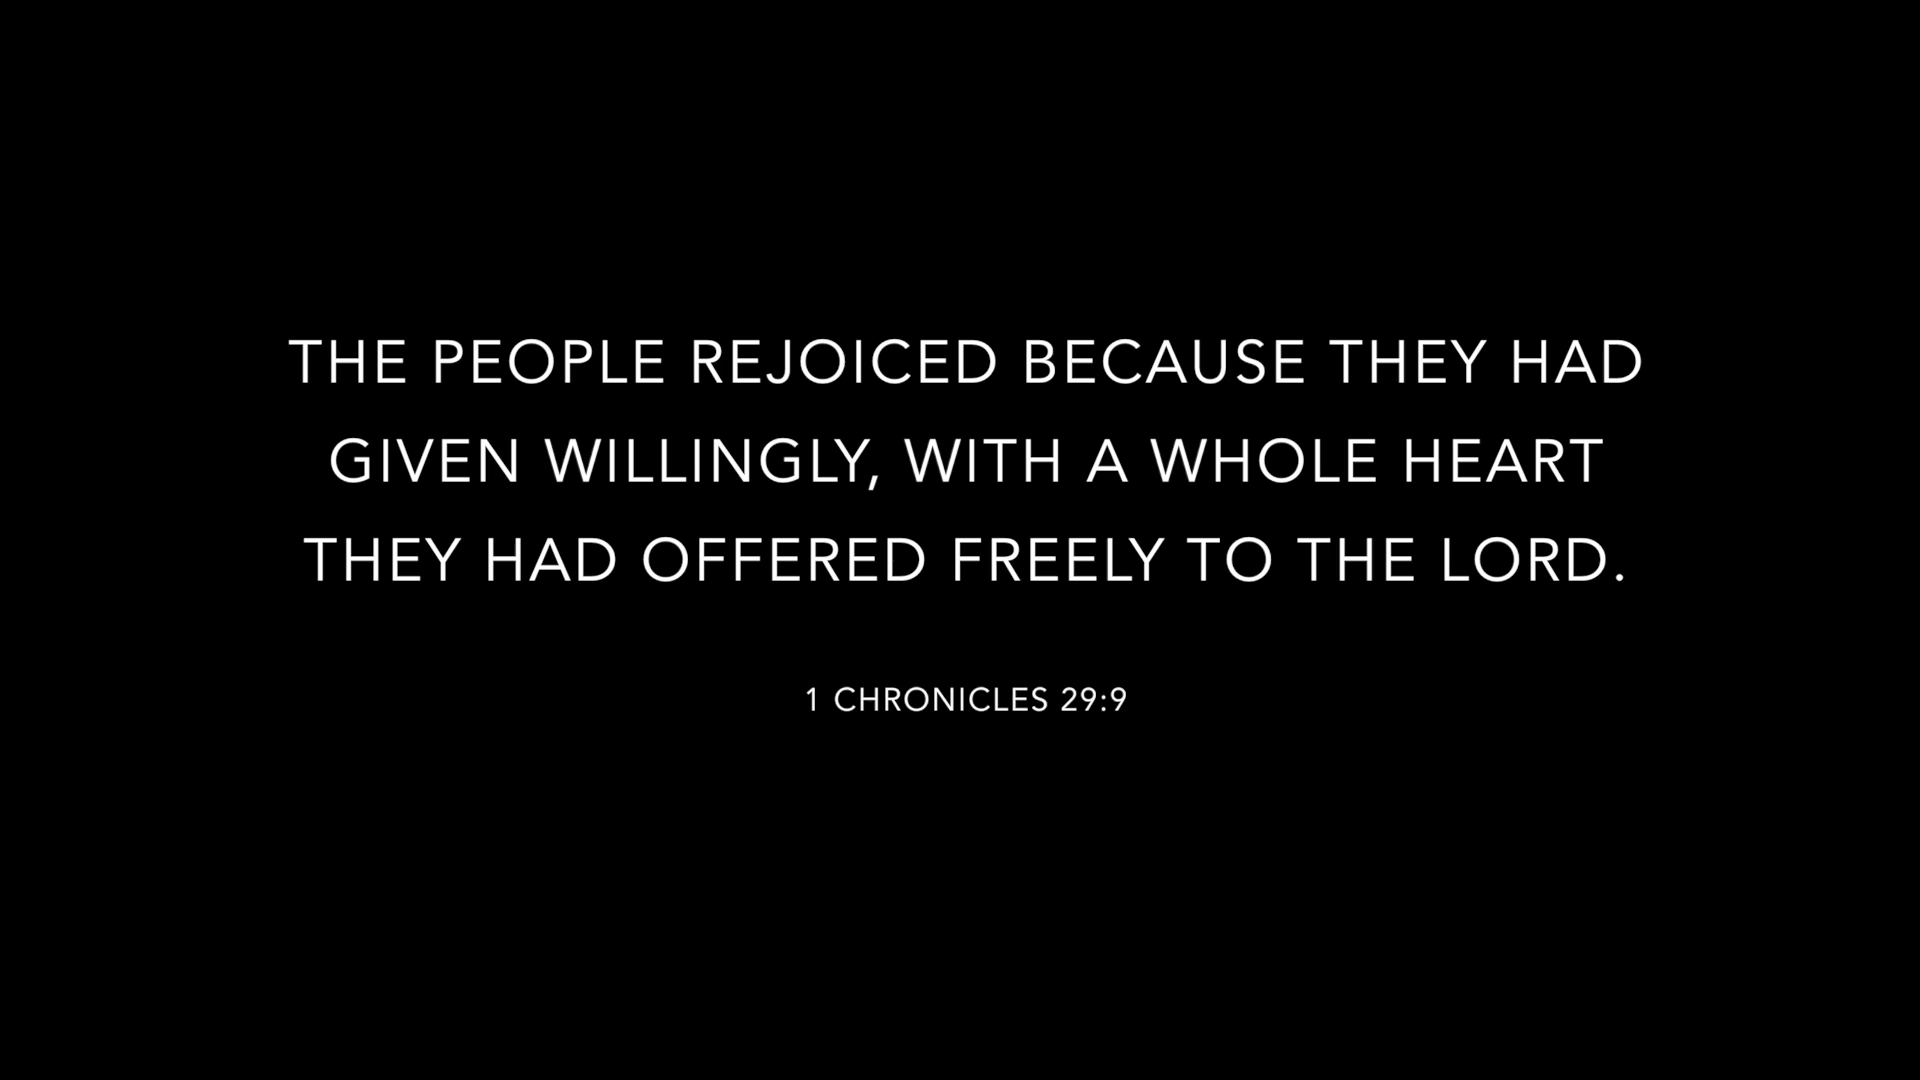 THE PEOPLE REJOICED BECAUSE THEY HAD
GIVEN WILLINGLY, WITH A WHOLE HEART
THEY HAD OFFERED FREELY TO THE LORD.
1 CHRONICLES 29:9